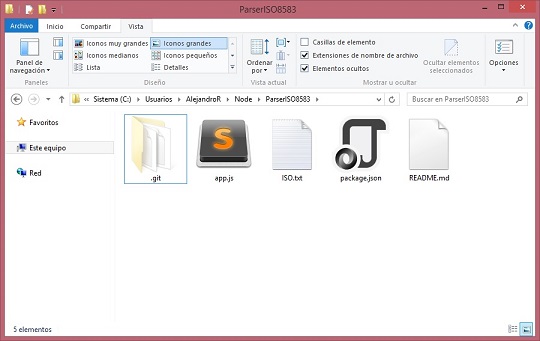 ParserISO8583
Archivo Inicio Compartir Vista
Panel de navegación
Paneles
Iconos muy grandes Iconos grandes
Iconos medianos Iconos pequeños
Lista Detalles
Diseño
Ordenar por
Vista actual
Casillas de elemento
Extensiones de nombre de archivo
Elementos ocultos
Ocultar elementos seleccionados
Mostrar u ocultar
Opciones
« Sistema (C:) Usuarios AlejandroR Node ParserISO8583
Buscar en ParserISO8583
Favoritos
Este equipo
Red
.git app.js ISO.txt package.json README.md
5 elementos